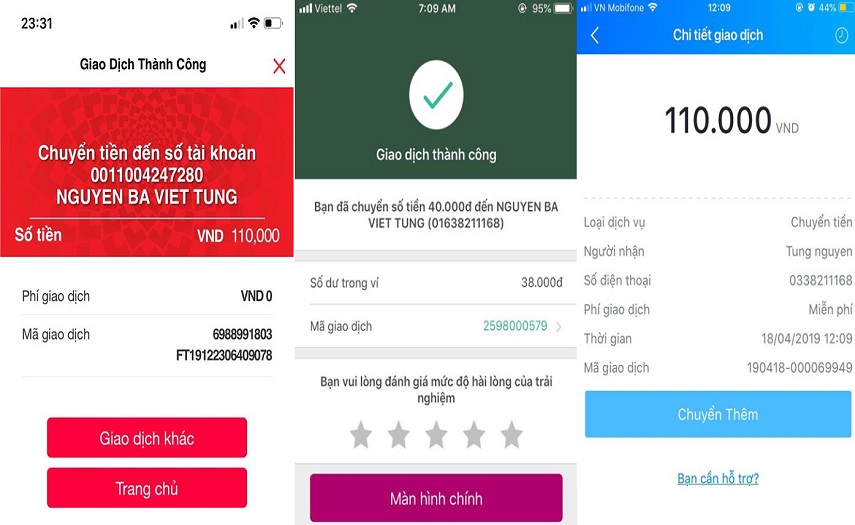 23:31
Giao Dịch Thành Công
Chuyển tiền đến số tài khoản
0011004247280
NGUYEN BA VIET TUNG
Số tiền VND 110,000
Phí giao dịch VND 0
Mã giao dịch 6988991803
FT19122306409078
Giao dịch khác
Trang chủ
Viettel 7:09 AM 95%
Giao dịch thành công
Bạn đã chuyển số tiền 40.000đ đến NGUYEN BA
VIET TUNG (01638211168)
Số dư trong ví 38.000đ
Mã giao dịch 2598000579
Bạn vui lòng đánh giá mức độ hài lòng của trải
nghiệm
Màn hình chính
VN Mobifone 12:09 44%
Chi tiết giao dịch
110.000 VND
Loại dịch vụ Chuyển tiền
Người nhận Tung nguyen
Số điện thoại 0338211168
Phí giao dịch Miễn phí
Thời gian 18/04/2019 12:09
Mã giao dịch 190418-000069949
Chuyển Thêm
Bạn cần hỗ trợ?